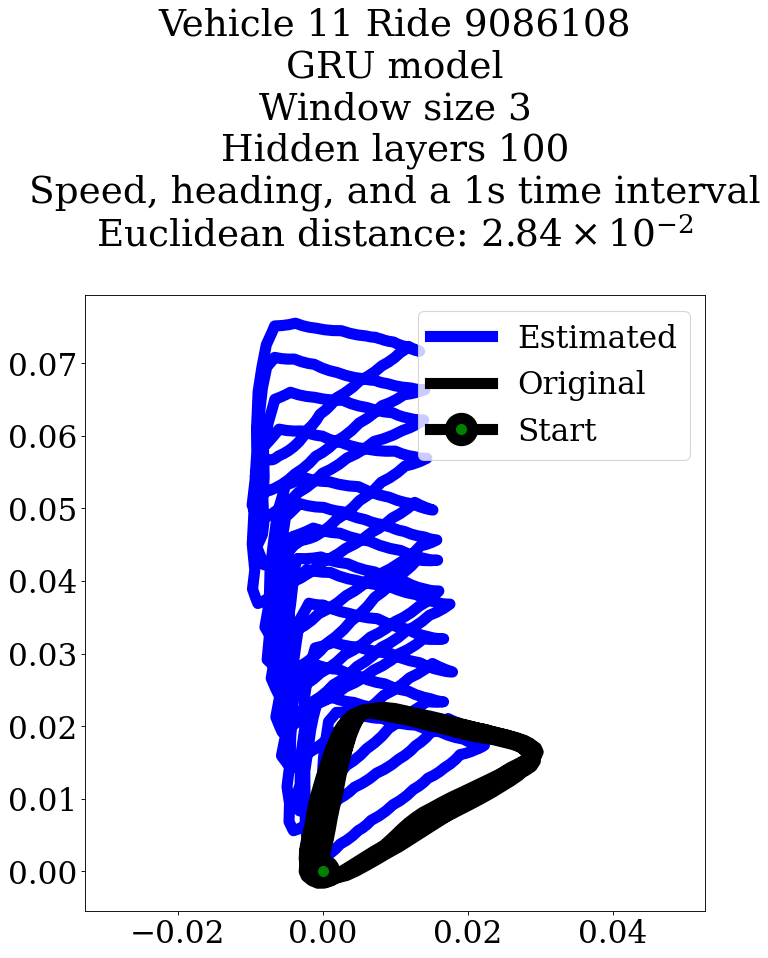 Vehicle 11 Ride 9086108
GRU model
Window size 3
Hidden layers 100
Speed, heading, and a 1s time interval
Euclidean distance: 2.84 × 10⁻²
Estimated
Original
Start
0.07
0.06
0.05
0.04
0.03
0.02
0.01
0.00
−0.02 0.00 0.02 0.04